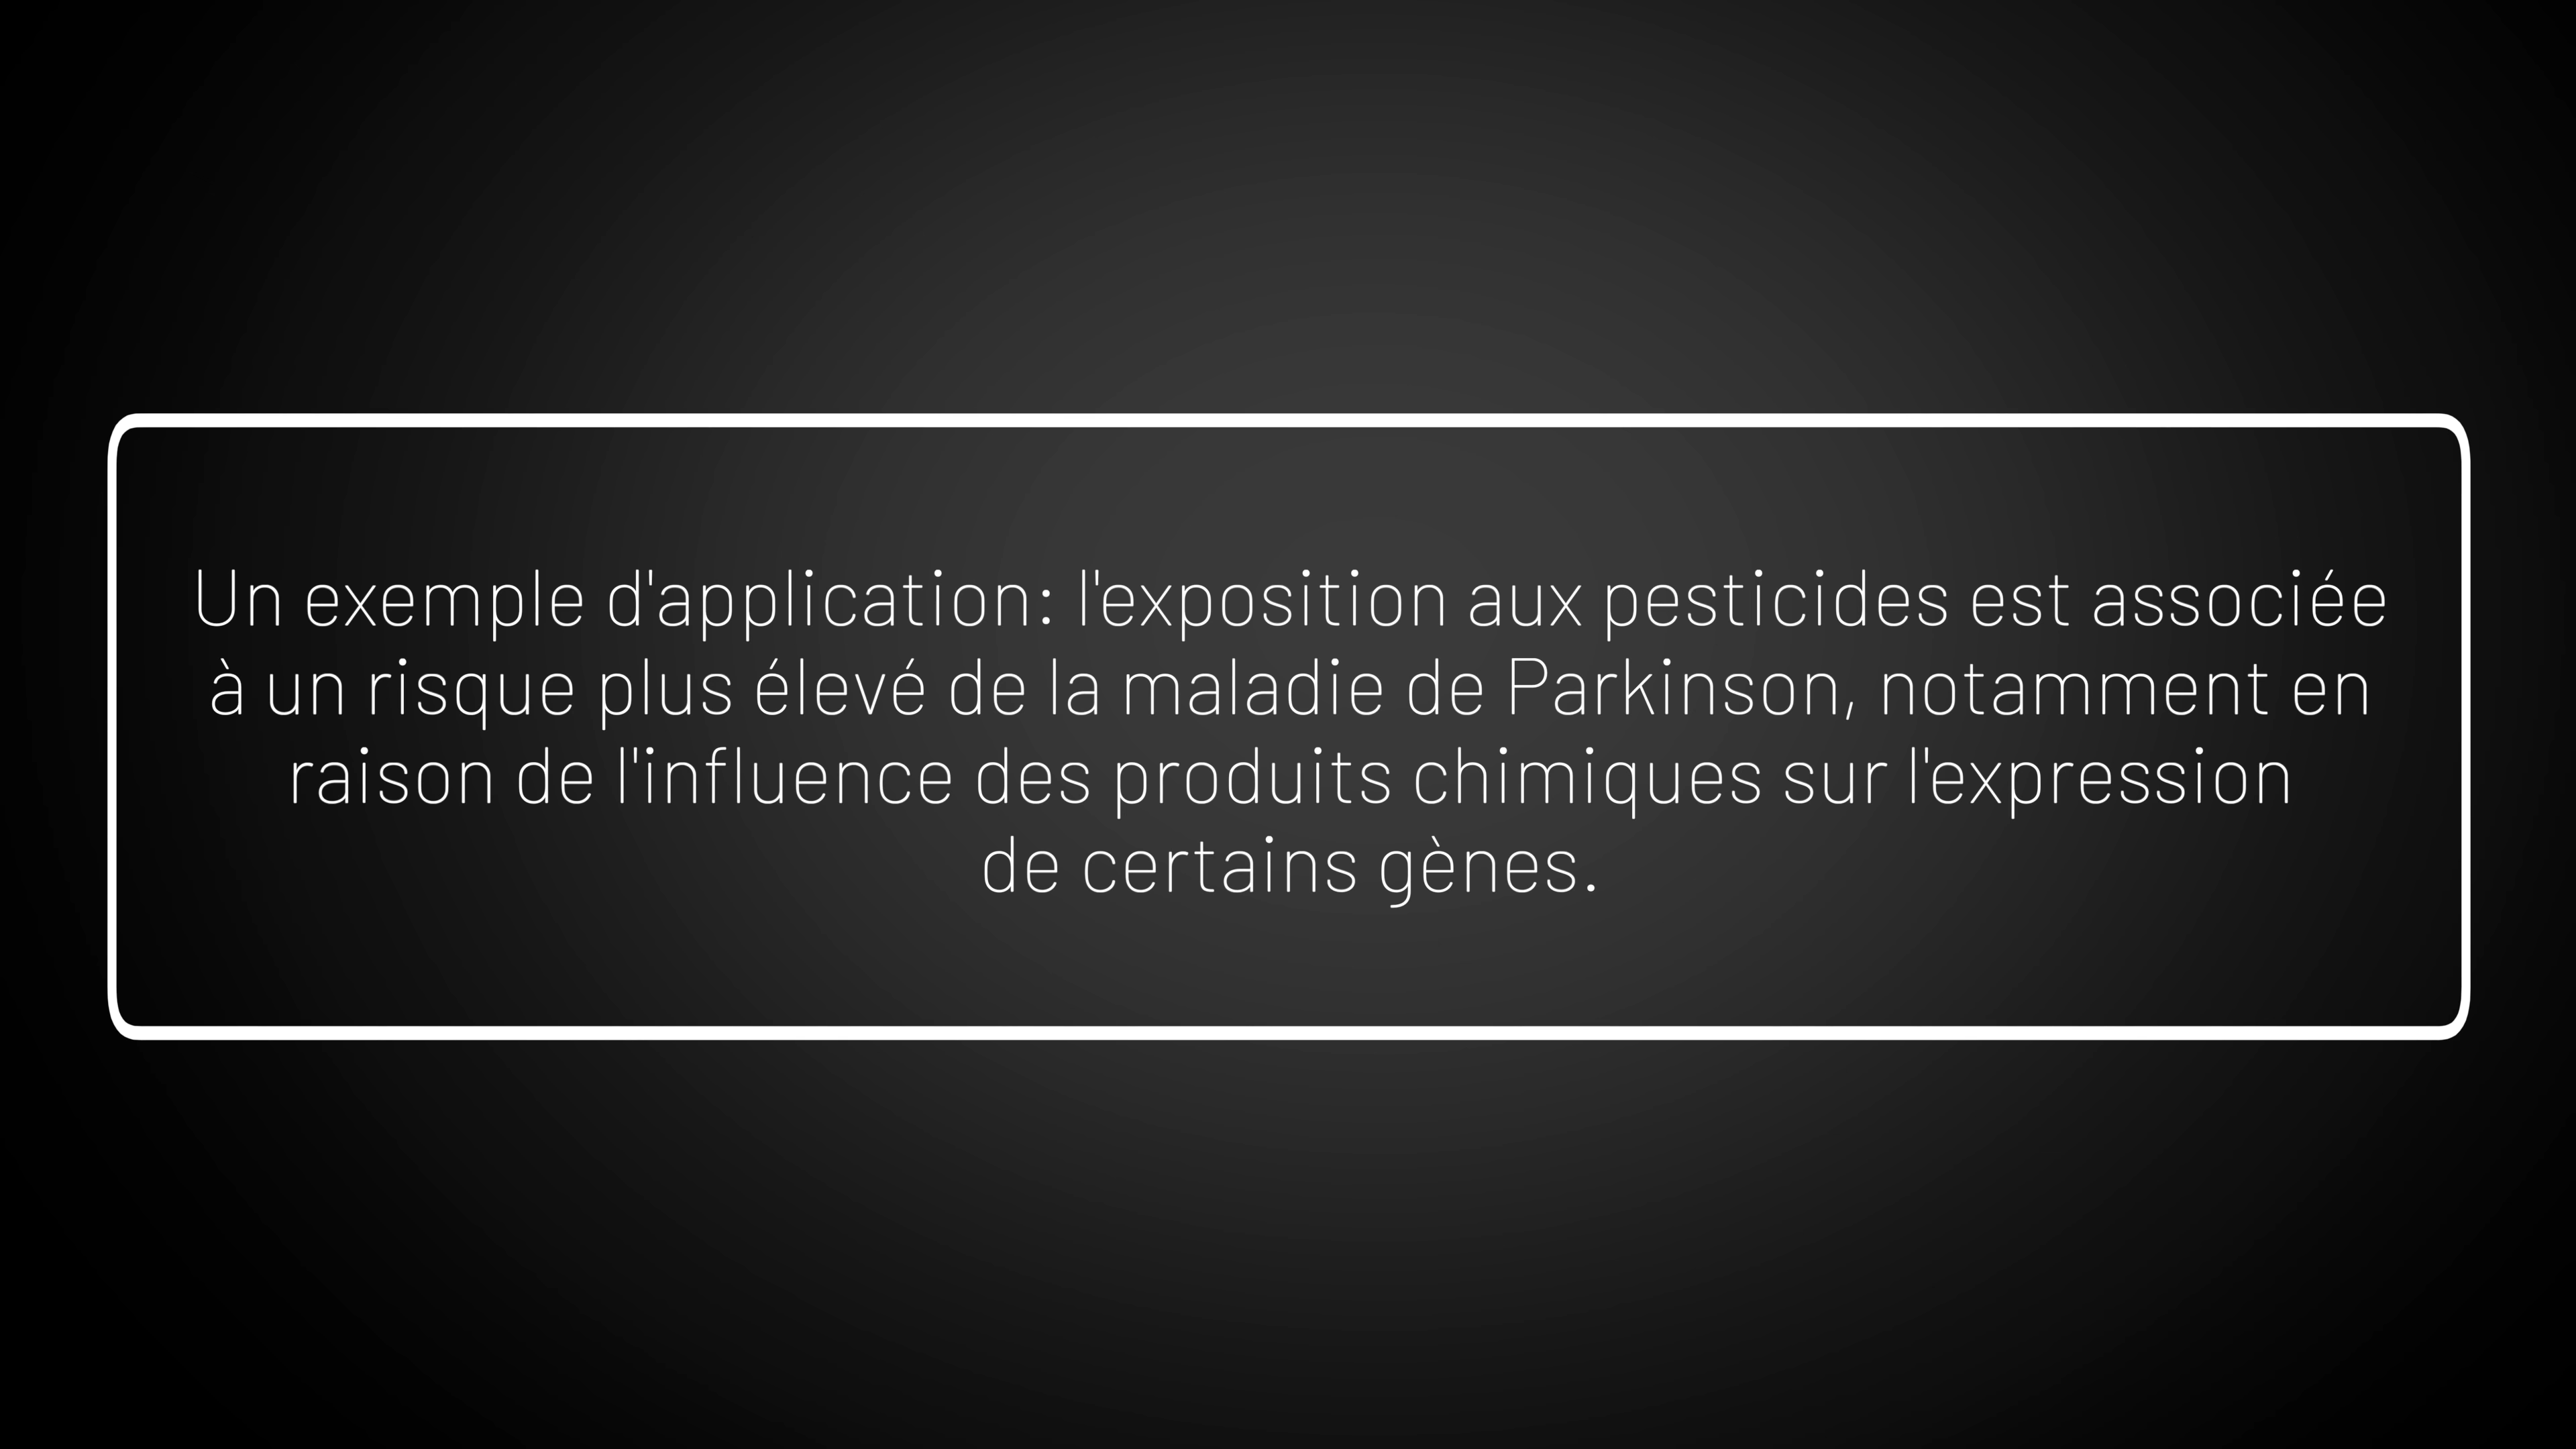 Un exemple d'application: l'exposition aux pesticides est associée
à un risque plus élevé de la maladie de Parkinson, notamment en
raison de l'influence des produits chimiques sur l'expression
de certains gènes.